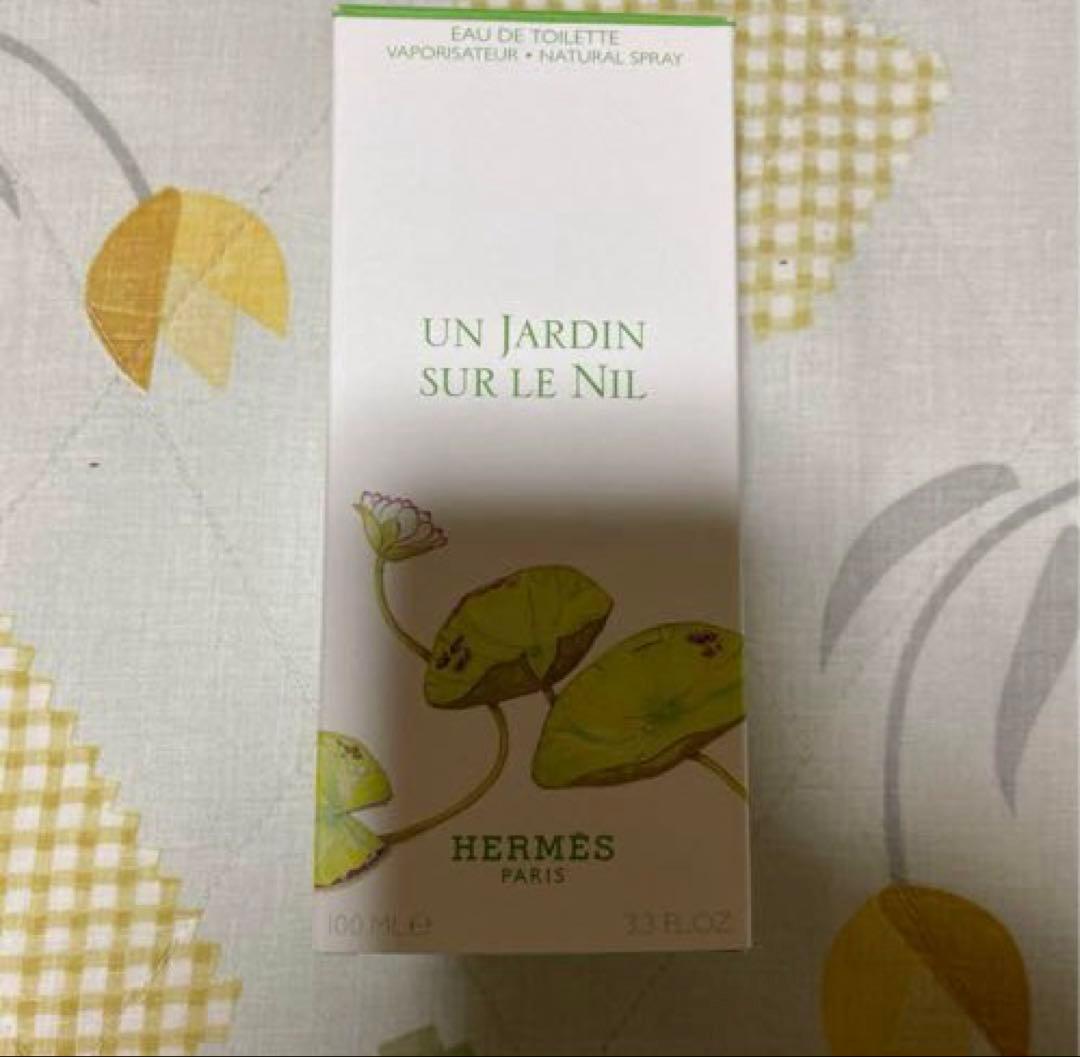 EAU DE TOILETTE
VAPORISATEUR • NATURAL SPRAY
UN JARDIN
SUR LE NIL
HERMÈS
PARIS
100 ML ℮ 3.3 FL.OZ